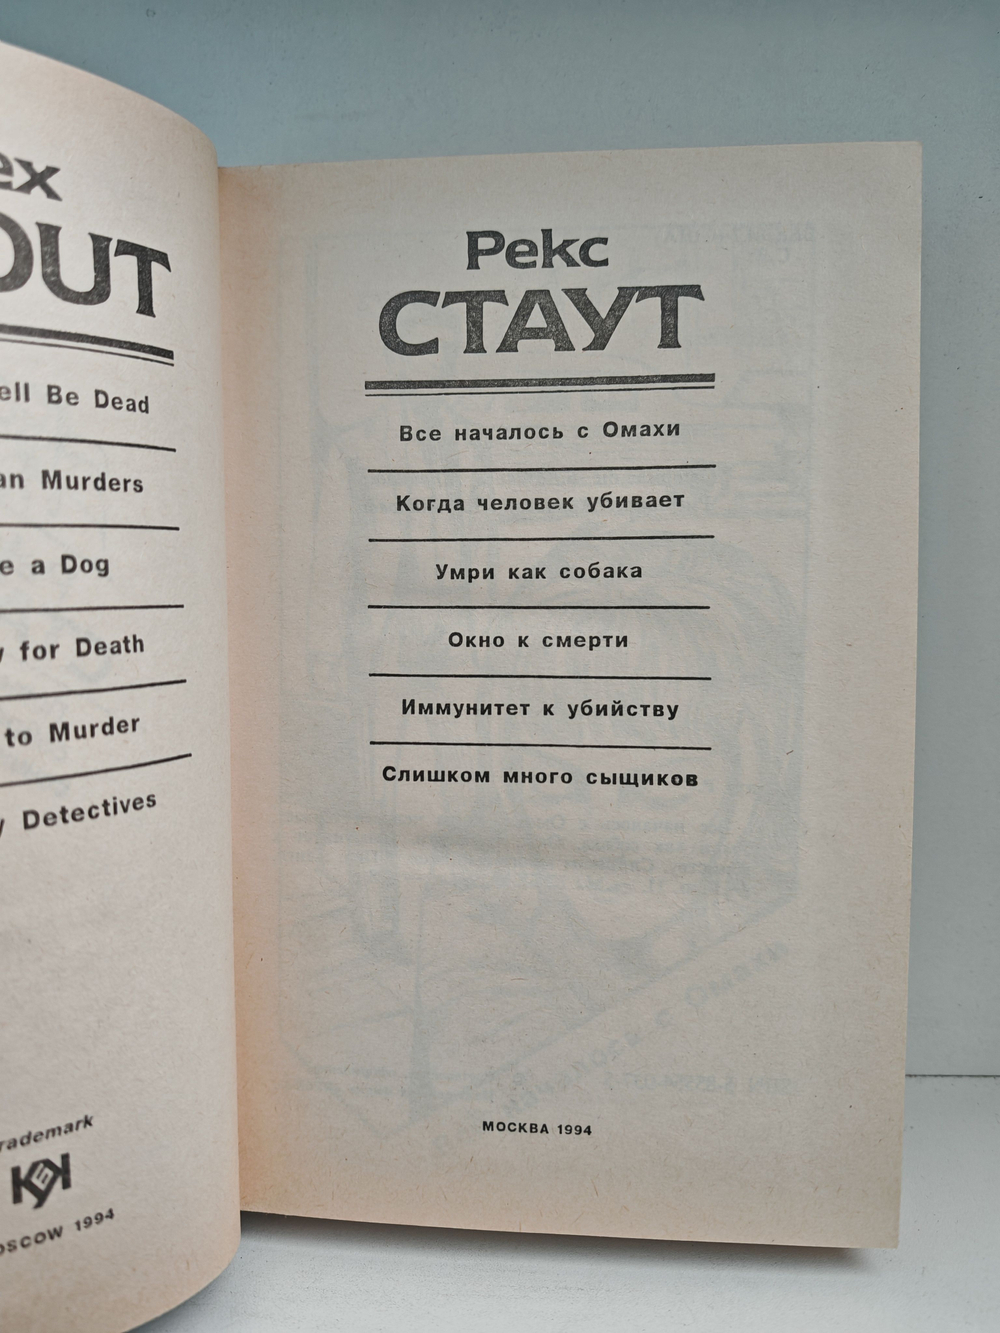 ex
OUT
ell Be Dead
an Murders
e a Dog
for Death
to Murder
Detectives
rademark
oscow 1994
Рекс
СТАУТ
Все началось с Омахи
Когда человек убивает
Умри как собака
Окно к смерти
Иммунитет к убийству
Слишком много сыщиков
МОСКВА 1994